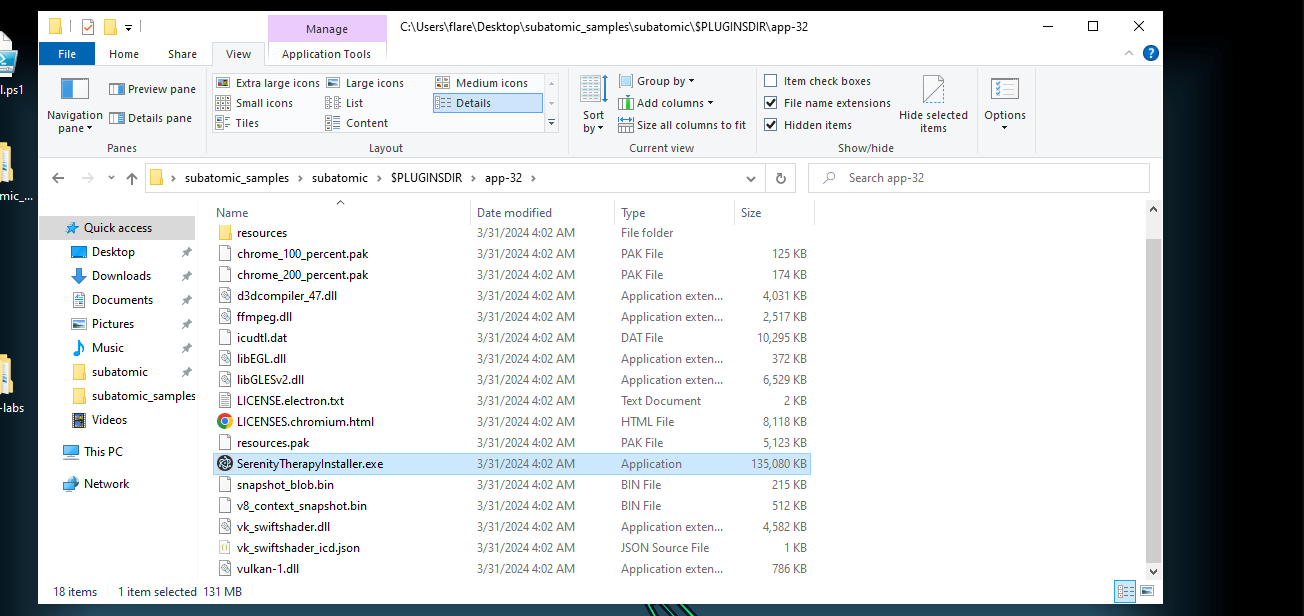 Manage
C:\Users\flare\Desktop\subatomic_samples\subatomic\$PLUGINSDIR\app-32
File
Home
Share
View
Application Tools
Navigation pane
Preview pane
Details pane
Panes
Extra large icons
Large icons
Medium icons
Small icons
List
Details
Tiles
Content
Layout
Sort by
Group by
Add columns
Size all columns to fit
Current view
Item check boxes
File name extensions
Hidden items
Hide selected items
Show/hide
Options
subatomic_samples
subatomic
$PLUGINSDIR
app-32
Search app-32
l.ps1
mic_...
-labs
Quick access
Desktop
Downloads
Documents
Pictures
Music
subatomic
subatomic_samples
Videos
This PC
Network
Name Date modified Type Size
resources 3/31/2024 4:02 AM File folder
chrome_100_percent.pak 3/31/2024 4:02 AM PAK File 125 KB
chrome_200_percent.pak 3/31/2024 4:02 AM PAK File 174 KB
d3dcompiler_47.dll 3/31/2024 4:02 AM Application exten... 4,031 KB
ffmpeg.dll 3/31/2024 4:02 AM Application exten... 2,517 KB
icudtl.dat 3/31/2024 4:02 AM DAT File 10,295 KB
libEGL.dll 3/31/2024 4:02 AM Application exten... 372 KB
libGLESv2.dll 3/31/2024 4:02 AM Application exten... 6,529 KB
LICENSE.electron.txt 3/31/2024 4:02 AM Text Document 2 KB
LICENSES.chromium.html 3/31/2024 4:02 AM HTML File 8,118 KB
resources.pak 3/31/2024 4:02 AM PAK File 5,123 KB
SerenityTherapyInstaller.exe 3/31/2024 4:02 AM Application 135,080 KB
snapshot_blob.bin 3/31/2024 4:02 AM BIN File 215 KB
v8_context_snapshot.bin 3/31/2024 4:02 AM BIN File 512 KB
vk_swiftshader.dll 3/31/2024 4:02 AM Application exten... 4,582 KB
vk_swiftshader_icd.json 3/31/2024 4:02 AM JSON Source File 1 KB
vulkan-1.dll 3/31/2024 4:02 AM Application exten... 786 KB
18 items 1 item selected 131 MB